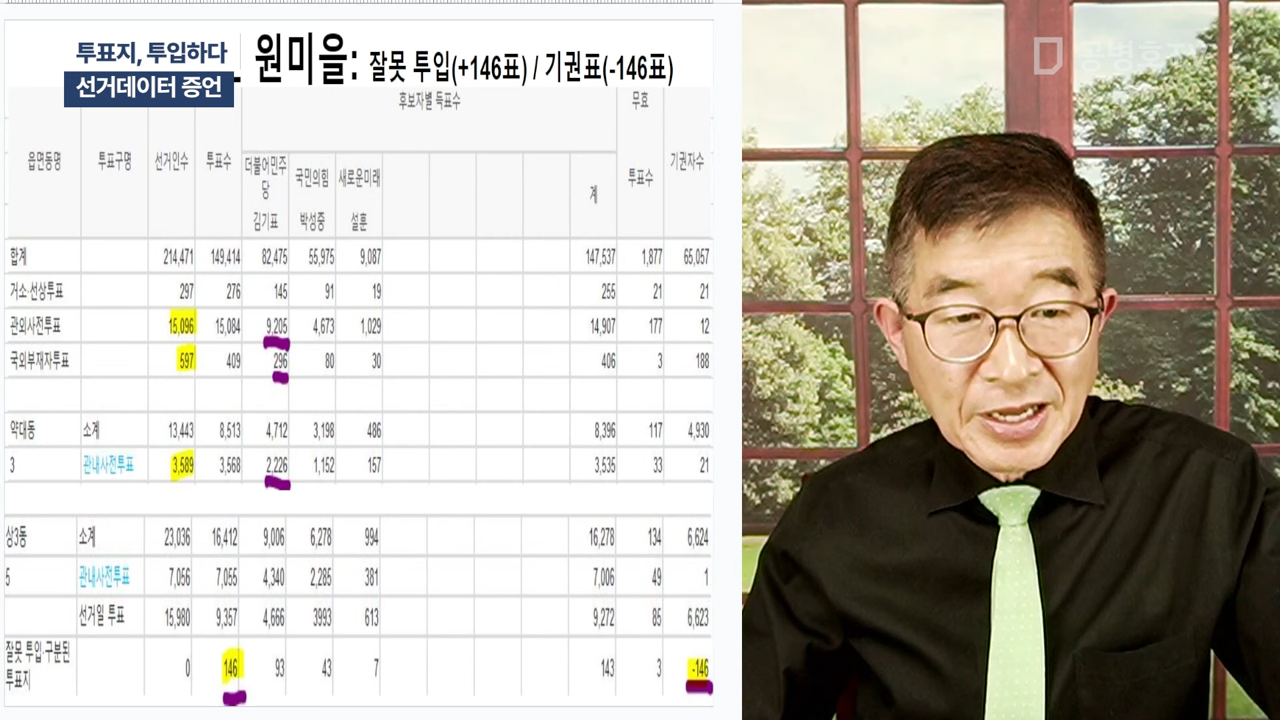 투표지, 투입하다
선거데이터 증언
원미을: 잘못 투입(+146표) / 기권표(-146표)
읍면동명 투표구명 선거인수 투표수 후보자별 득표수 무효 투표수 기권자수
더불어민주당 김기표 국민의힘 박성중 새로운미래 설훈 계
합계 214,471 149,414 82,475 55,975 9,087 147,537 1,877 65,057
거소·선상투표 297 276 145 91 19 255 21 21
관외사전투표 15,096 15,084 9,205 4,673 1,029 14,907 177 12
국외부재자투표 597 409 296 80 30 406 3 188
약대동 소계 13,443 8,513 4,712 3,198 486 8,396 117 4,930
3 관내사전투표 3,589 3,568 2,226 1,152 157 3,535 33 21
상3동 소계 23,036 16,412 9,006 6,278 994 16,278 134 6,624
5 관내사전투표 7,056 7,055 4,340 2,285 381 7,006 49 1
선거일 투표 15,980 9,357 4,666 3993 613 9,272 85 6,623
잘못 투입·구분된 투표지 0 146 93 43 7 143 3 -146